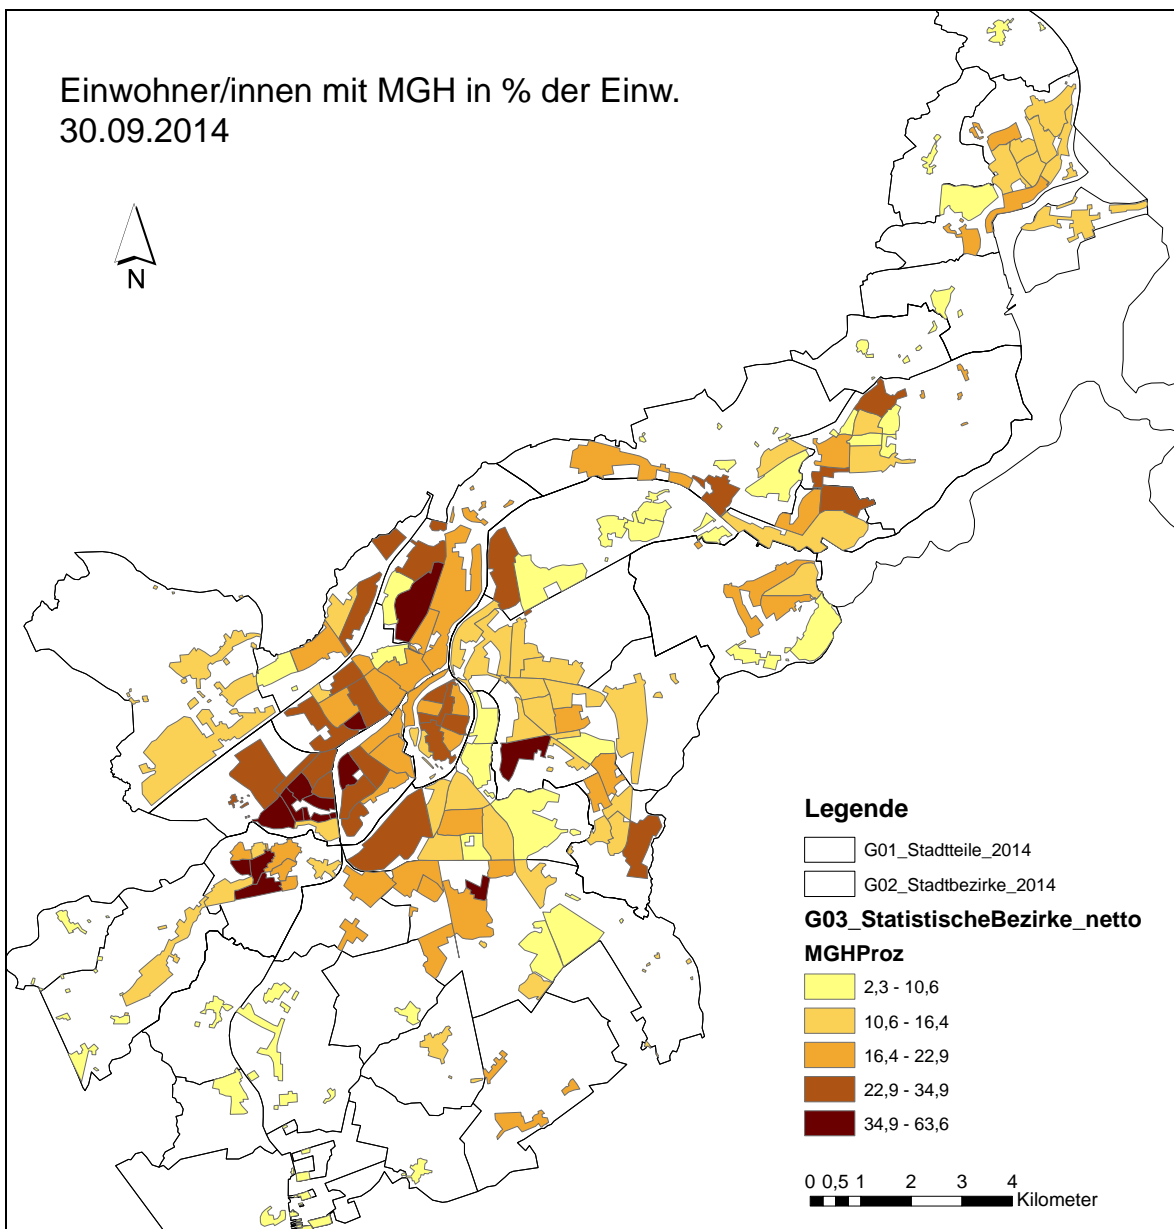 Einwohner/innen mit MGH in % der Einw.
30.09.2014
N
Legende
G01_Stadtteile_2014
G02_Stadtbezirke_2014
G03_StatistischeBezirke_netto
MGHProz
2,3 - 10,6
10,6 - 16,4
16,4 - 22,9
22,9 - 34,9
34,9 - 63,6
0 0,5 1 2 3 4
Kilometer